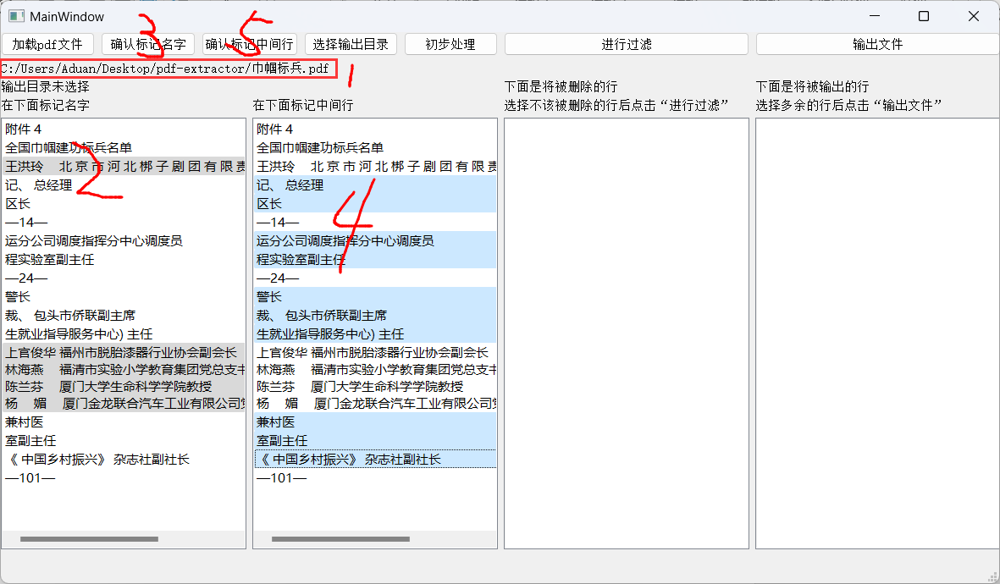 MainWindow
加载pdf文件 确认标记名字 确认标记中间行 选择输出目录 初步处理 进行过滤 输出文件
3 5
C:/Users/Aduan/Desktop/pdf-extractor/巾帼标兵.pdf
1
输出目录未选择 下面是将被删除的行 下面是将被输出的行
在下面标记名字 在下面标记中间行 选择不该被删除的行后点击“进行过滤” 选择多余的行后点击“输出文件”
附件 4
全国巾帼建功标兵名单
王洪玲 北 京 市 河 北 梆 子 剧 团 有 限 责
记、 总经理
区长
—14—
运分公司调度指挥分中心调度员
程实验室副主任
—24—
警长
裁、 包头市侨联副主席
生就业指导服务中心) 主任
上官俊华 福州市脱胎漆器行业协会副会长
林海燕 福清市实验小学教育集团党总支书
陈兰芬 厦门大学生命科学学院教授
杨 媚 厦门金龙联合汽车工业有限公司党
兼村医
室副主任
《 中国乡村振兴》 杂志社副社长
—101—
2
附件 4
全国巾帼建功标兵名单
王洪玲 北 京 市 河 北 梆 子 剧 团 有 限 责
记、 总经理
区长
—14—
运分公司调度指挥分中心调度员
程实验室副主任
—24—
警长
裁、 包头市侨联副主席
生就业指导服务中心) 主任
上官俊华 福州市脱胎漆器行业协会副会长
林海燕 福清市实验小学教育集团党总支书
陈兰芬 厦门大学生命科学学院教授
杨 媚 厦门金龙联合汽车工业有限公司党
兼村医
室副主任
《 中国乡村振兴》 杂志社副社长
—101—
4